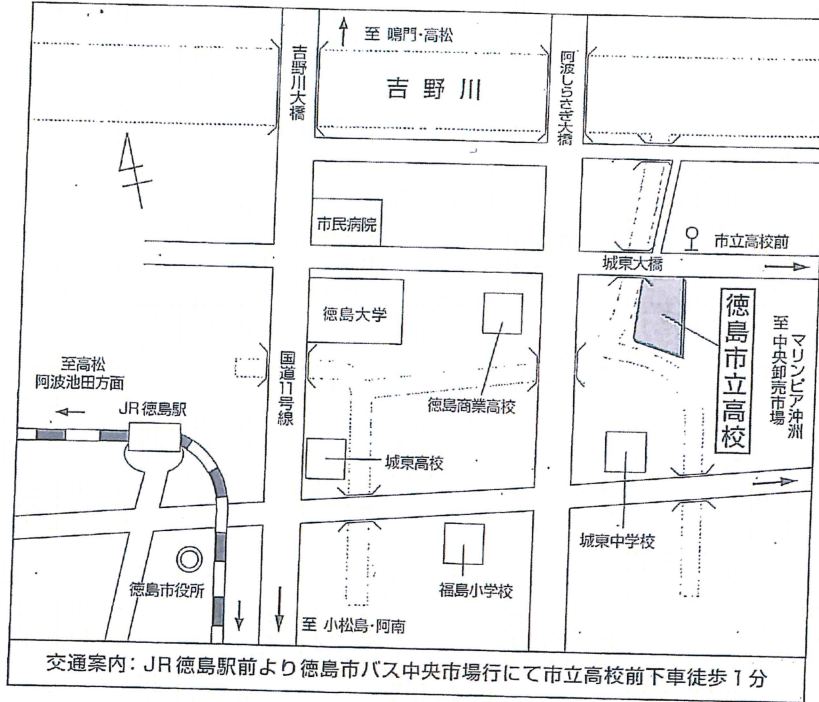 至 鳴門・高松
吉野川大橋
吉野川
阿波しらさぎ大橋
市民病院
市立高校前
城東大橋
徳島大学
徳島商業高校
徳島市立高校
マリンピア沖洲
至 中央卸売市場
国道11号線
至高松
阿波池田方面
JR徳島駅
城東高校
城東中学校
徳島市役所
福島小学校
至 小松島・阿南
交通案内：JR徳島駅前より徳島市バス中央市場行にて市立高校前下車徒歩1分